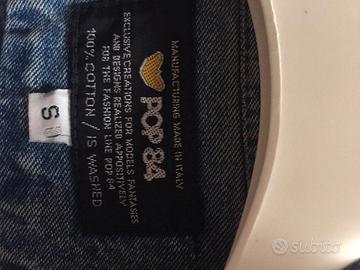 MANUFACTURING MADE IN ITALY
POP 84
EXCLUSIVE CREATIONS FOR MODELS FANTASIES
AND DESIGNS REALIZED APPOSITIVELY
FOR THE FASHION LIKE POP 84
100% COTTON / IS WASHED
S
subito